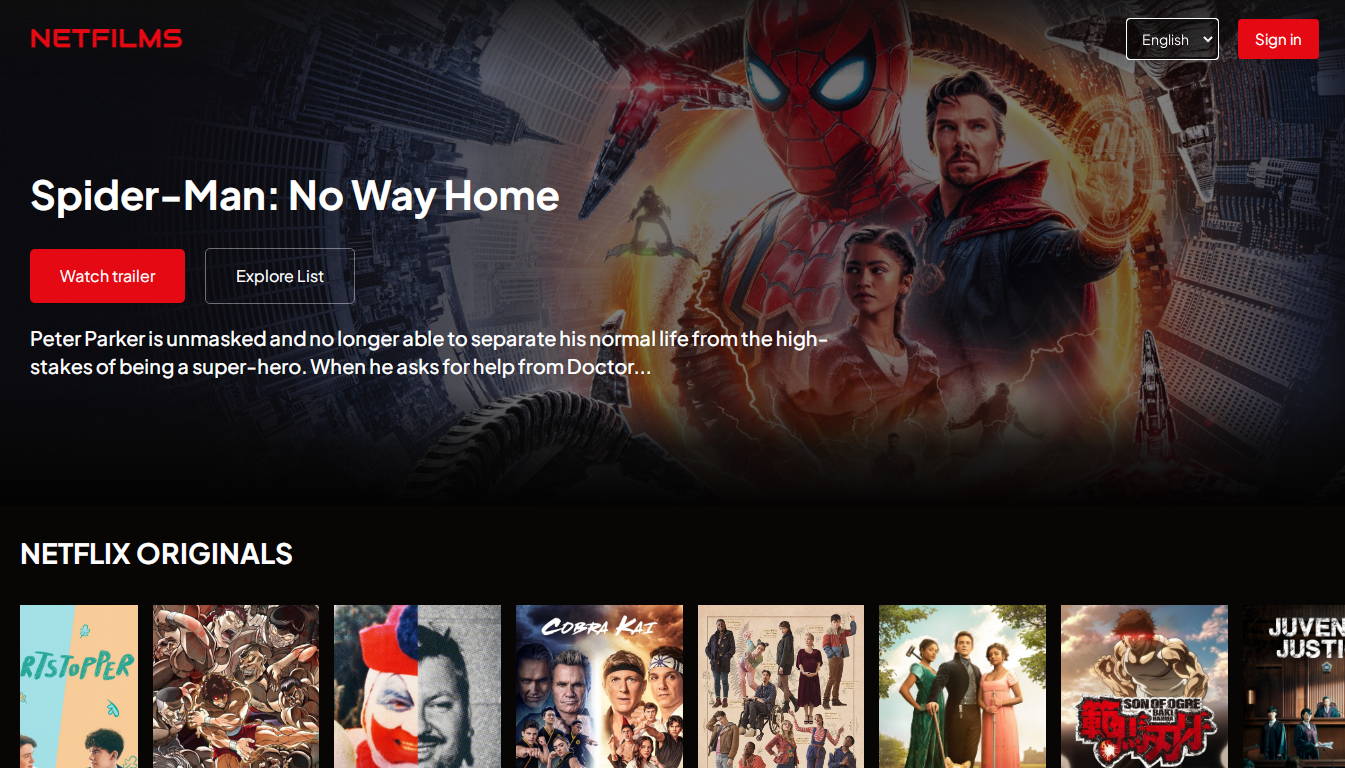 NETFILMS
English
Sign in
Spider-Man: No Way Home
Watch trailer
Explore List
Peter Parker is unmasked and no longer able to separate his normal life from the high-
stakes of being a super-hero. When he asks for help from Doctor...
NETFLIX ORIGINALS
RTSTOPPER
COBRA KAI
SON OF OGRE
BAKI
HANMA
JUVEN
JUSTI